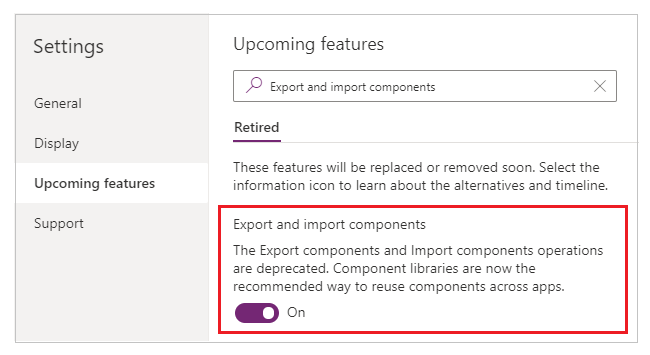 Settings
General
Display
Upcoming features
Support
Upcoming features
Export and import components
Retired
These features will be replaced or removed soon. Select the
information icon to learn about the alternatives and timeline.
Export and import components
The Export components and Import components operations
are deprecated. Component libraries are now the
recommended way to reuse components across apps.
On